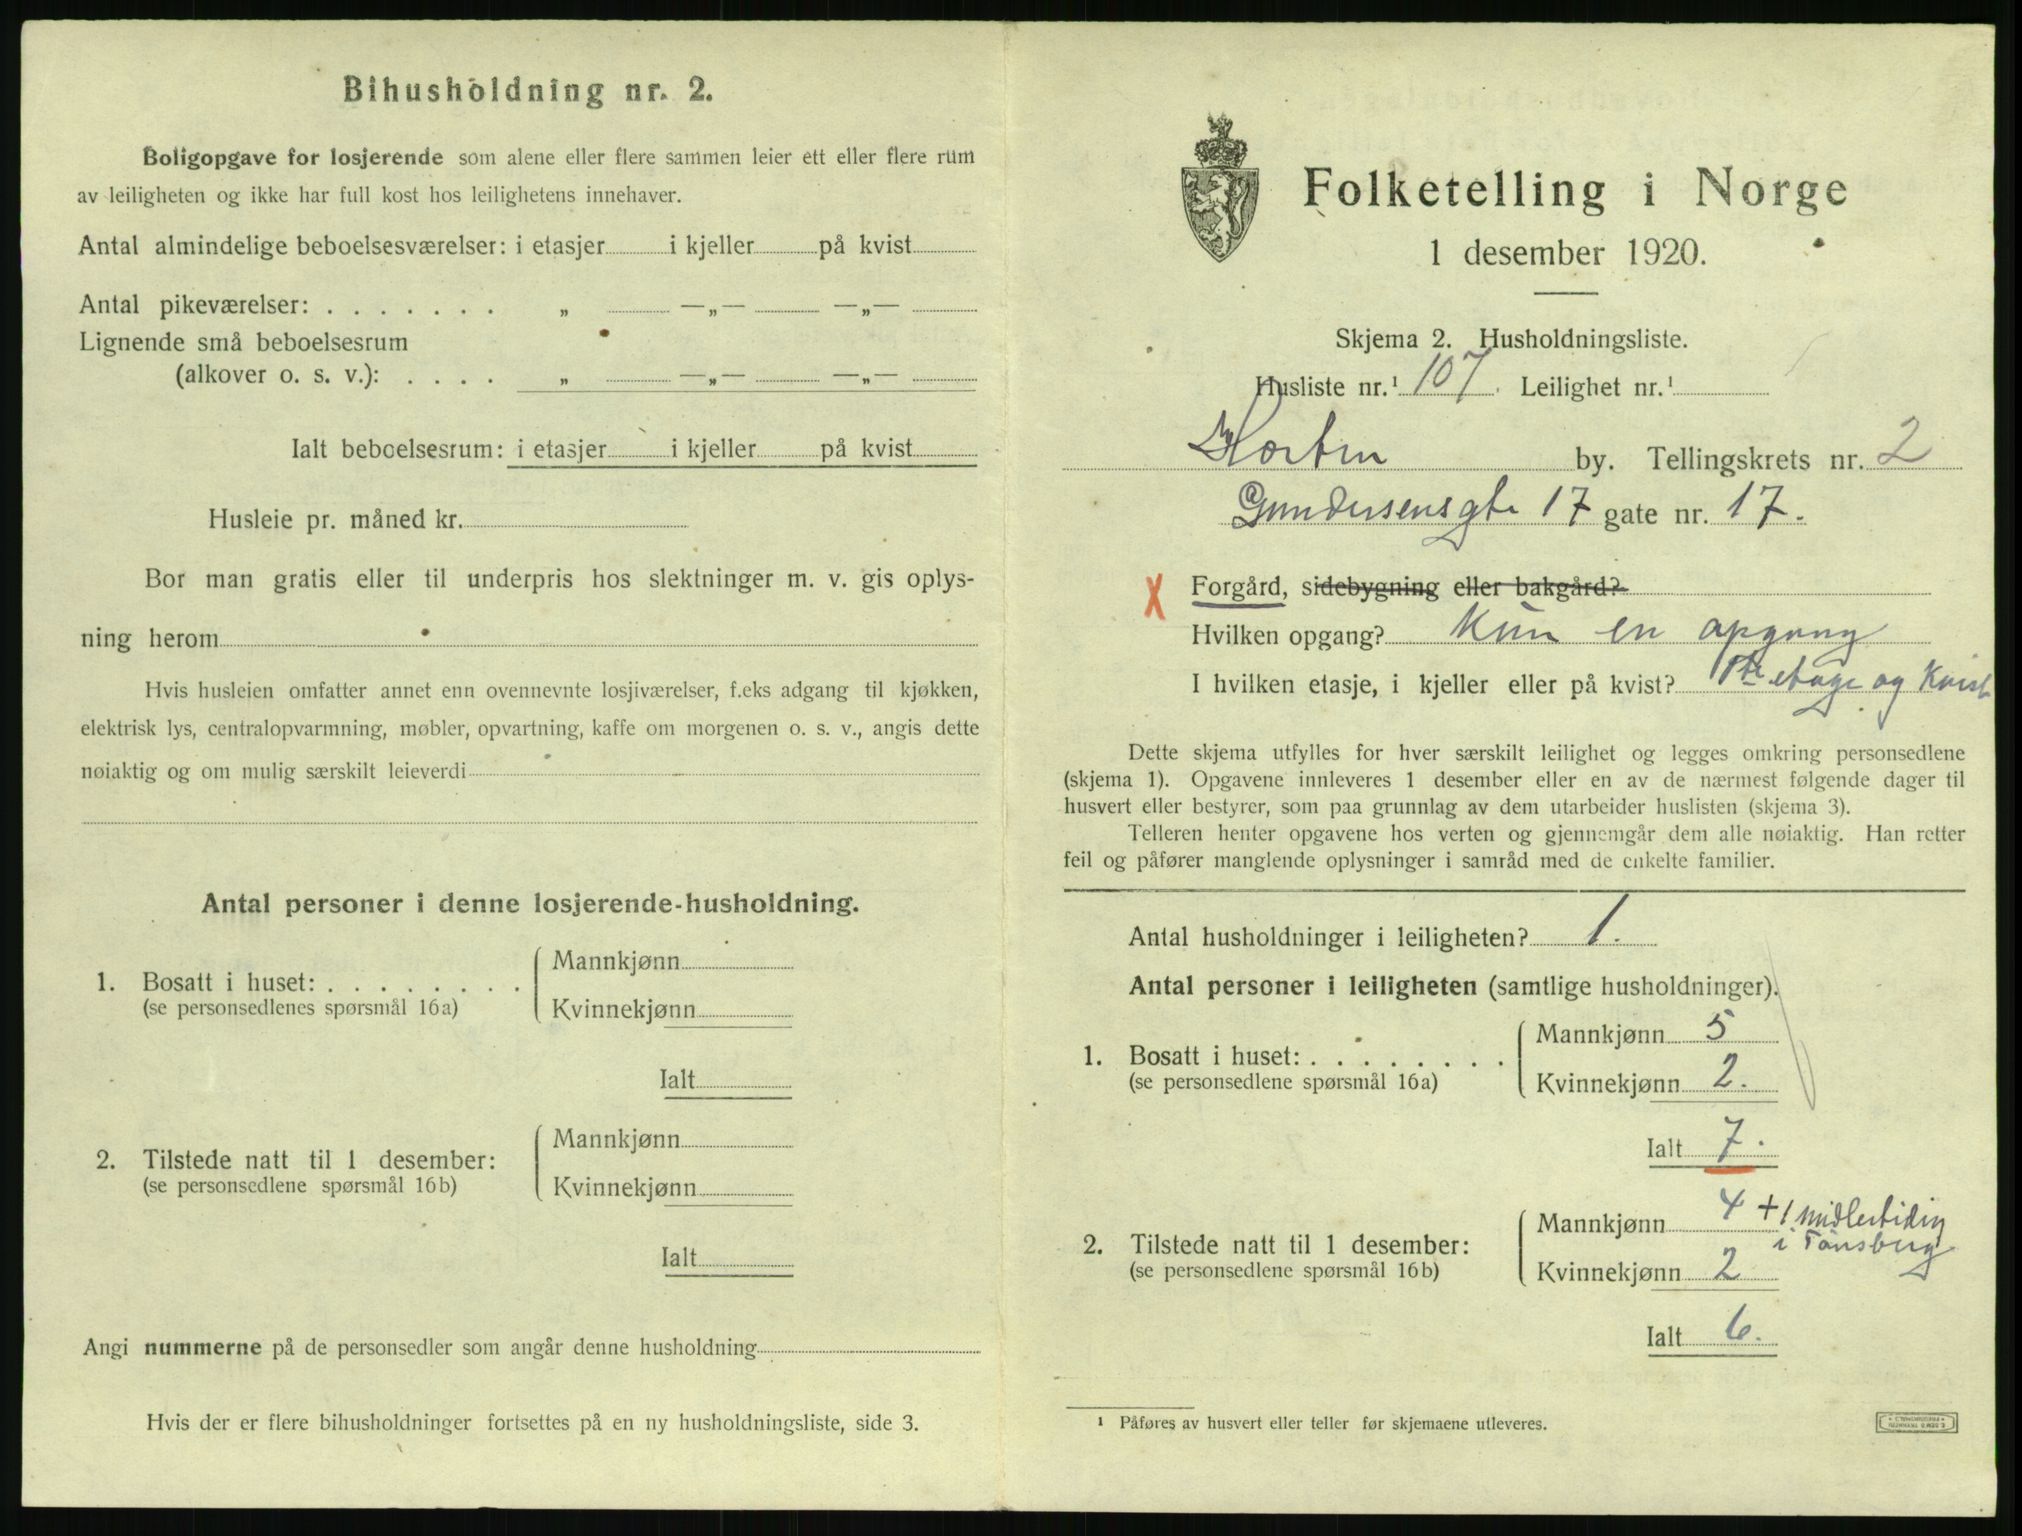 Bihusholdning nr. 2.
Boligopgave for losjerende som alene eller flere sammen leier ett eller flere rum
av leiligheten og ikke har full kost hos leilighetens innehaver.
Antal almindelige beboelsesværelser: i etasjer i kjeller på kvist
Antal pikeværelser: . . . . . . . „ —„— —„—
Lignende små beboelsesrum
(alkover o. s. v.): . . . . „ —„— —„—
Ialt beboelsesrum: i etasjer i kjeller på kvist
Husleie pr. måned kr.
Bor man gratis eller til underpris hos slektninger m. v. gis oplys-
ning herom
Hvis husleien omfatter annet enn ovennevnte losjiværelser, f.eks adgang til kjøkken,
elektrisk lys, centralopvarmning, møbler, opvartning, kaffe om morgenen o. s. v., angis dette
nøiaktig og om mulig særskilt leieverdi
Antal personer i denne losjerende-husholdning.
1. Bosatt i huset: . . . . . . . .
(se personsedlenes spørsmål 16a)
Mannkjønn
Kvinnekjønn
Ialt
2. Tilstede natt til 1 desember:
(se personsedlene spørsmål 16b)
Mannkjønn
Kvinnekjønn
Ialt
Angi nummerne på de personsedler som angår denne husholdning
Hvis der er flere bihusholdninger fortsettes på en ny husholdningsliste, side 3.
Folketelling i Norge
1 desember 1920.
Skjema 2. Husholdningsliste.
Husliste nr.¹ 107. Leilighet nr.¹
Horten by. Tellingskrets nr. 2
Gundersensgte 17 gate nr. 17.
X Forgård, sidebygning eller bakgård?
Hvilken opgang? Kun en opgang
I hvilken etasje, i kjeller eller på kvist? 1ste etage og Kvist
Dette skjema utfylles for hver særskilt leilighet og legges omkring personsedlene
(skjema 1). Opgavene innleveres 1 desember eller en av de nærmest følgende dager til
husvert eller bestyrer, som paa grunnlag av dem utarbeider huslisten (skjema 3).
Telleren henter opgavene hos verten og gjennemgår dem alle nøiaktig. Han retter
feil og påfører manglende oplysninger i samråd med de enkelte familier.
Antal husholdninger i leiligheten? 1.
Antal personer i leiligheten (samtlige husholdninger).
1. Bosatt i huset: . . . . . . . .
(se personsedlene spørsmål 16a)
Mannkjønn 5
Kvinnekjønn 2.
Ialt 7.
2. Tilstede natt til 1 desember:
(se personsedlene spørsmål 16b)
Mannkjønn 4 + 1 midlertidig
i Tønsberg
Kvinnekjønn 2
Ialt 6.
¹ Påføres av husvert eller teller før skjemaene utleveres.